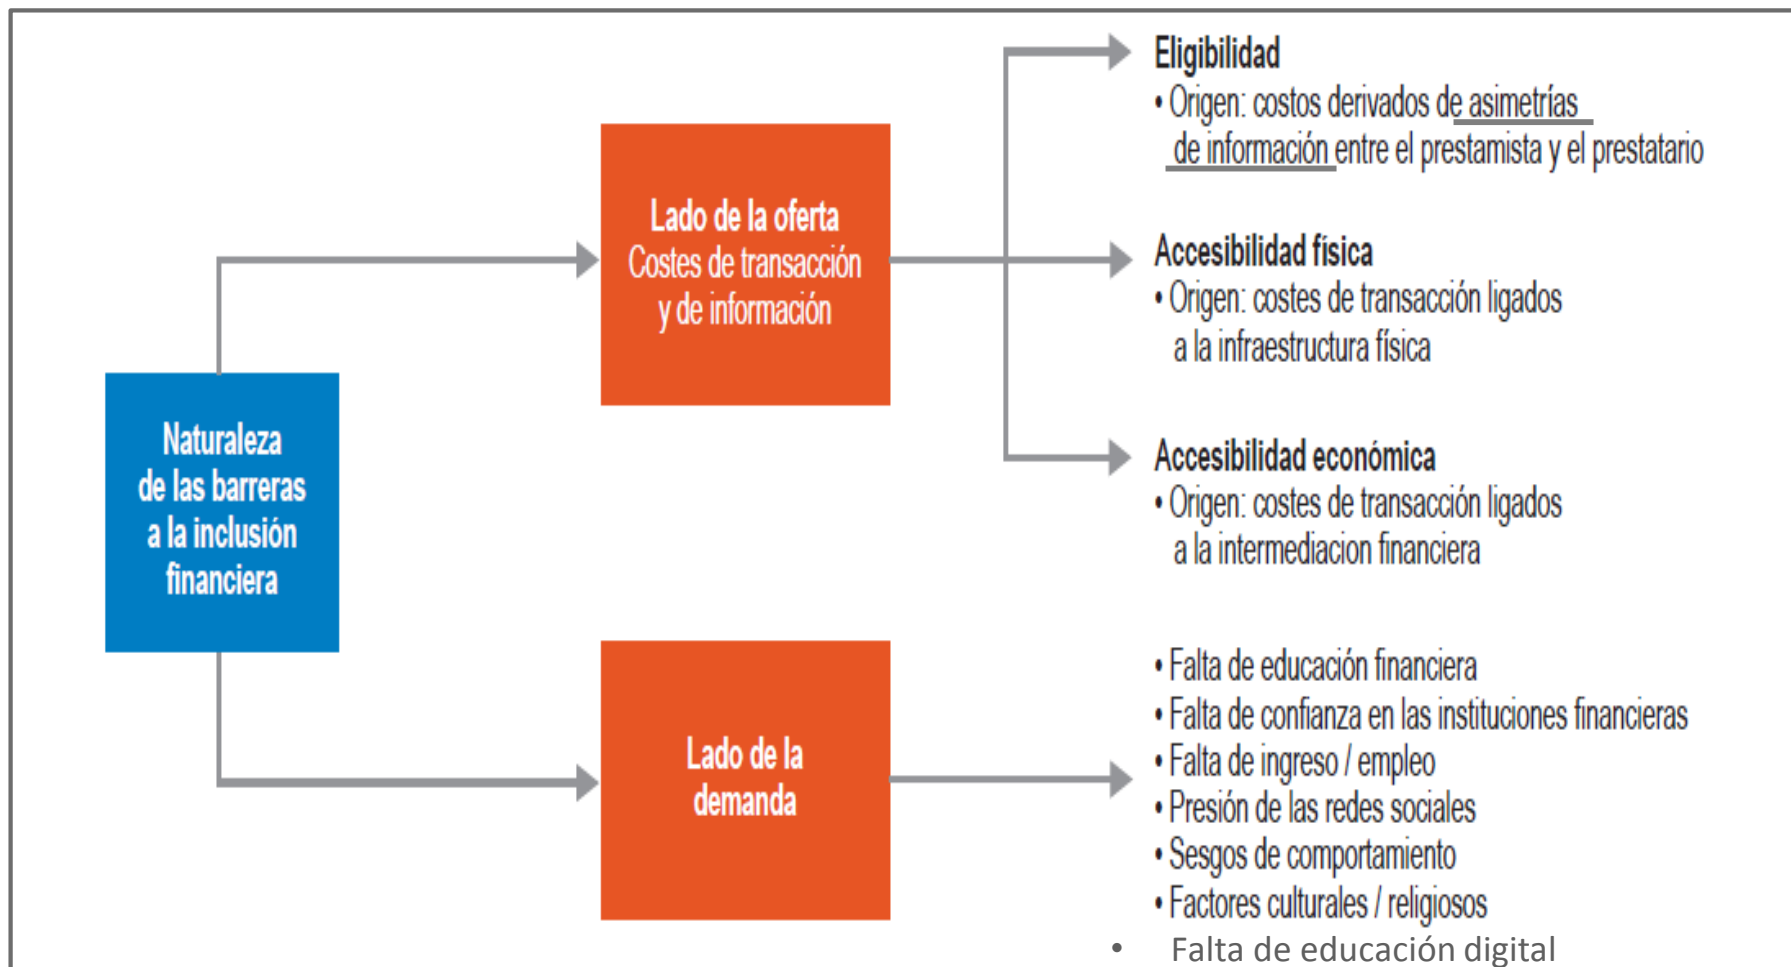 Naturaleza
de las barreras
a la inclusión
financiera
Lado de la oferta
Costes de transacción
y de información
Eligibilidad
• Origen: costos derivados de asimetrías
de información entre el prestamista y el prestatario
Accesibilidad física
• Origen: costes de transacción ligados
a la infraestructura física
Accesibilidad económica
• Origen: costes de transacción ligados
a la intermediacion financiera
Lado de la
demanda
• Falta de educación financiera
• Falta de confianza en las instituciones financieras
• Falta de ingreso / empleo
• Presión de las redes sociales
• Sesgos de comportamiento
• Factores culturales / religiosos
• Falta de educación digital